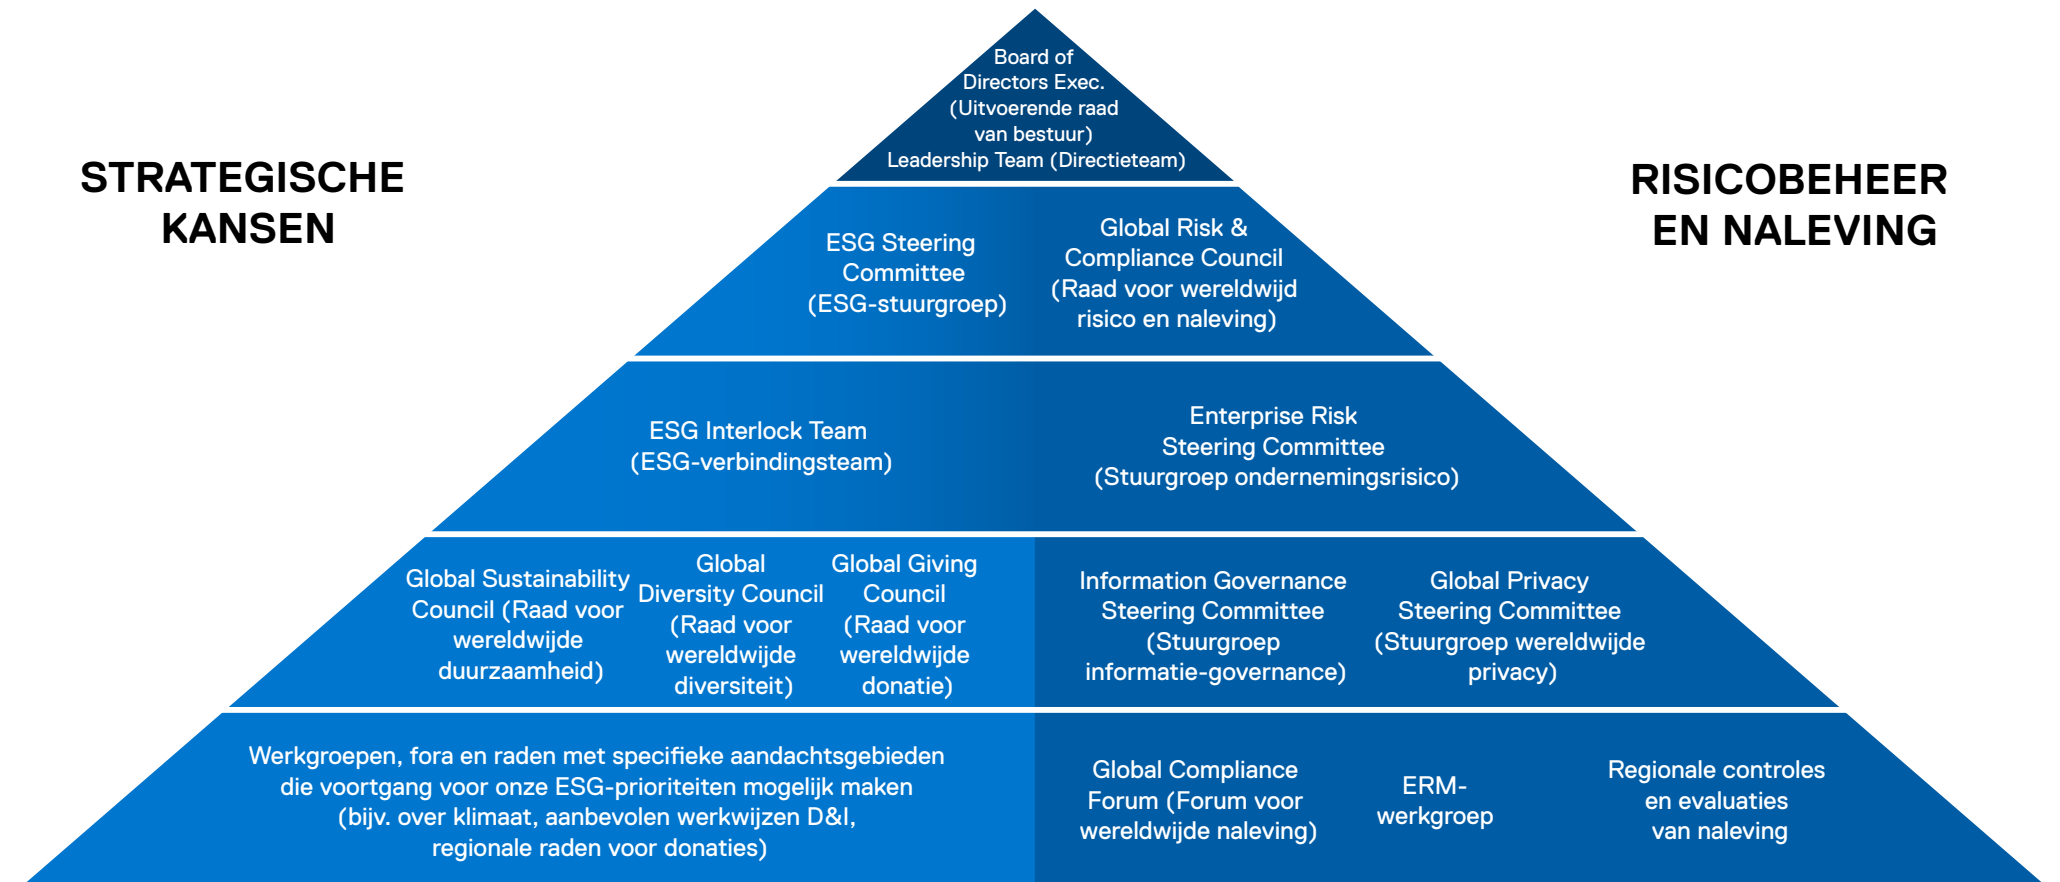 Board of
Directors Exec.
(Uitvoerende raad
van bestuur)
Leadership Team (Directieteam)
STRATEGISCHE
KANSEN
RISICOBEHEER
EN NALEVING
ESG Steering
Committee
(ESG-stuurgroep)
Global Risk &
Compliance Council
(Raad voor wereldwijd
risico en naleving)
ESG Interlock Team
(ESG-verbindingsteam)
Enterprise Risk
Steering Committee
(Stuurgroep ondernemingsrisico)
Global Sustainability
Council (Raad voor
wereldwijde
duurzaamheid)
Global
Diversity Council
(Raad voor
wereldwijde
diversiteit)
Global Giving
Council
(Raad voor
wereldwijde
donatie)
Information Governance
Steering Committee
(Stuurgroep
informatie-governance)
Global Privacy
Steering Committee
(Stuurgroep wereldwijde
privacy)
Werkgroepen, fora en raden met specifieke aandachtsgebieden
die voortgang voor onze ESG-prioriteiten mogelijk maken
(bijv. over klimaat, aanbevolen werkwijzen D&I,
regionale raden voor donaties)
Global Compliance
Forum (Forum voor
wereldwijde naleving)
ERM-
werkgroep
Regionale controles
en evaluaties
van naleving